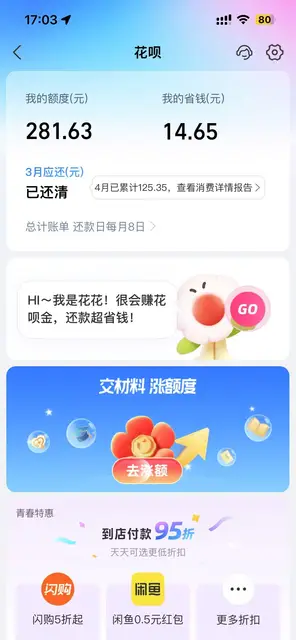 17:03
80
花呗
我的额度(元)
我的省钱(元)
281.63
14.65
3月应还(元)
已还清
4月已累计125.35，查看消费详情报告
总计账单 还款日每月8日
HI～我是花花！很会赚花
呗金，还款超省钱！
GO
交材料 涨额度
去涨额
青春特惠
到店付款 95折
天天可选更低折扣
闪购
闲鱼
闪购5折起
闲鱼0.5元红包
更多折扣